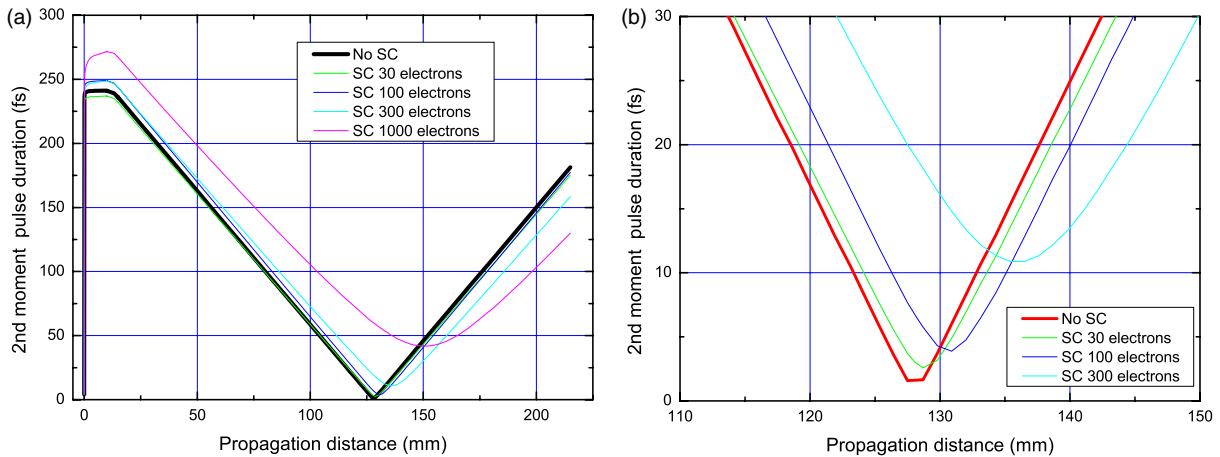 (a)
300
250
200
150
100
50
0
2nd moment pulse duration (fs)
No SC
SC 30 electrons
SC 100 electrons
SC 300 electrons
SC 1000 electrons
0 50 100 150 200
Propagation distance (mm)
(b)
30
20
10
0
2nd moment pulse duration (fs)
No SC
SC 30 electrons
SC 100 electrons
SC 300 electrons
110 120 130 140 150
Propagation distance (mm)